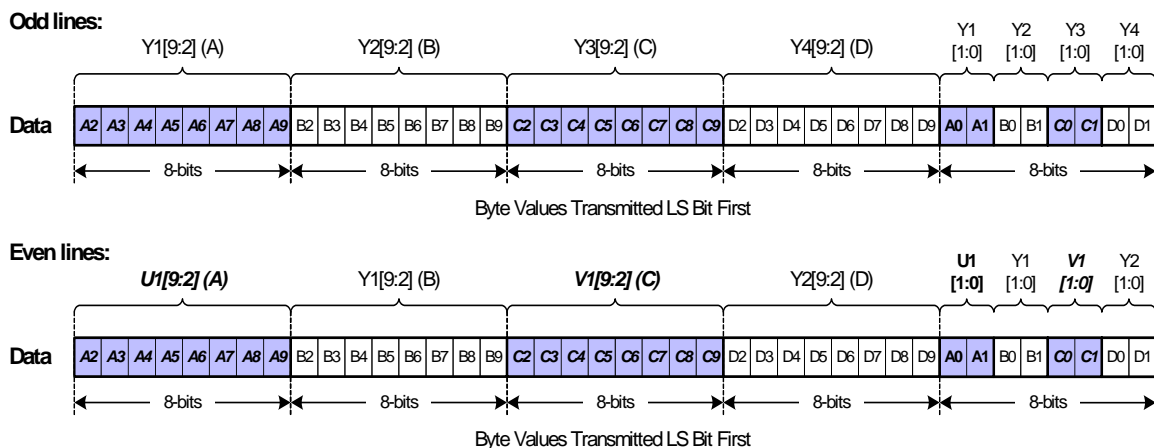 Odd lines:
Y1[9:2] (A) Y2[9:2] (B) Y3[9:2] (C) Y4[9:2] (D) Y1 [1:0] Y2 [1:0] Y3 [1:0] Y4 [1:0]
Data A2 A3 A4 A5 A6 A7 A8 A9 B2 B3 B4 B5 B6 B7 B8 B9 C2 C3 C4 C5 C6 C7 C8 C9 D2 D3 D4 D5 D6 D7 D8 D9 A0 A1 B0 B1 C0 C1 D0 D1
8-bits 8-bits 8-bits 8-bits 8-bits
Byte Values Transmitted LS Bit First
Even lines:
U1[9:2] (A) Y1[9:2] (B) V1[9:2] (C) Y2[9:2] (D) U1 [1:0] Y1 [1:0] V1 [1:0] Y2 [1:0]
Data A2 A3 A4 A5 A6 A7 A8 A9 B2 B3 B4 B5 B6 B7 B8 B9 C2 C3 C4 C5 C6 C7 C8 C9 D2 D3 D4 D5 D6 D7 D8 D9 A0 A1 B0 B1 C0 C1 D0 D1
8-bits 8-bits 8-bits 8-bits 8-bits
Byte Values Transmitted LS Bit First